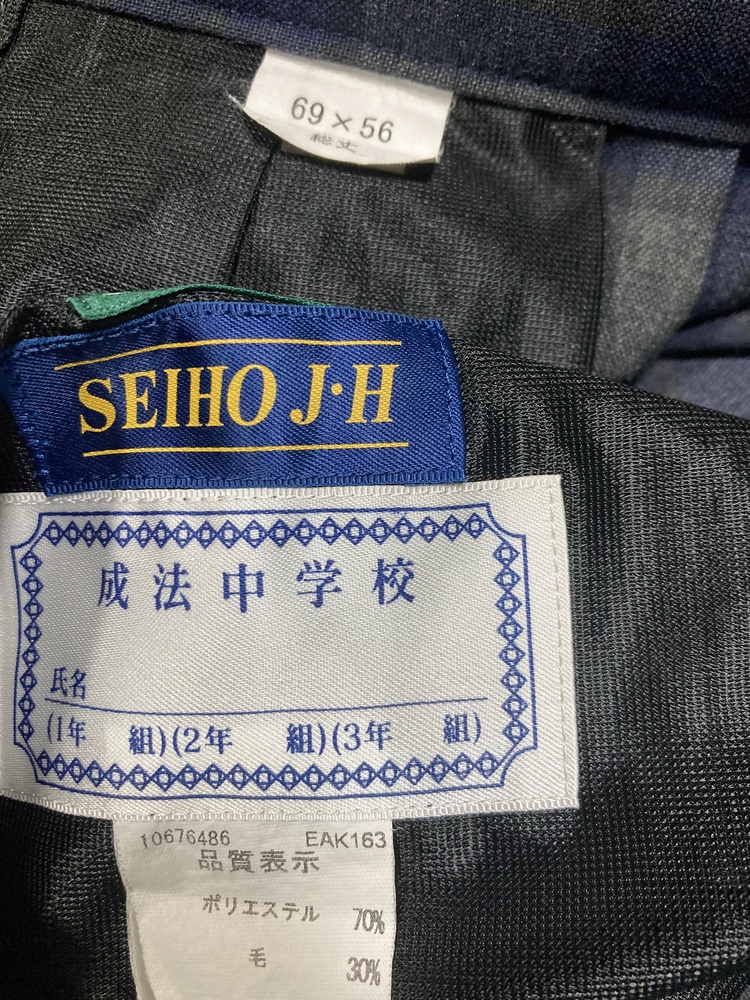 69×56
総丈
SEIHO J・H
成法中学校
氏名
(1年 組)(2年 組)(3年 組)
10676486 EAK163
品質表示
ポリエステル 70%
毛 30%